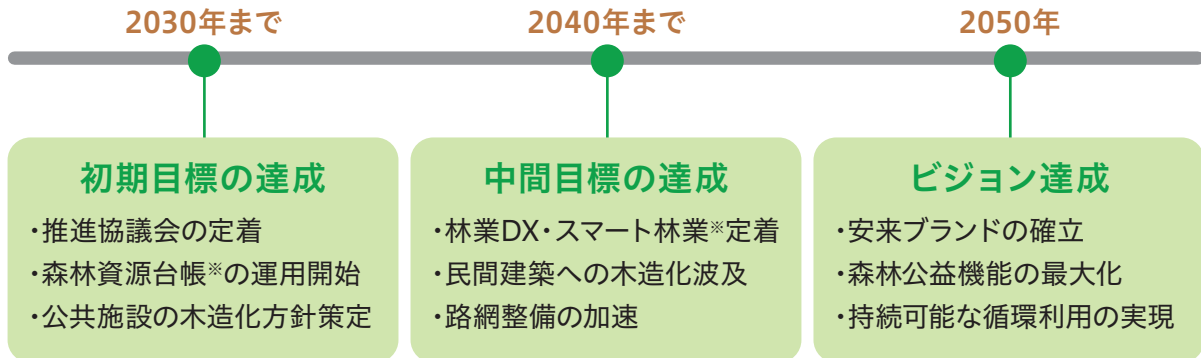 2030年まで
2040年まで
2050年
初期目標の達成
・推進協議会の定着
・森林資源台帳※の運用開始
・公共施設の木造化方針策定
中間目標の達成
・林業DX・スマート林業※定着
・民間建築への木造化波及
・路網整備の加速
ビジョン達成
・安来ブランドの確立
・森林公益機能の最大化
・持続可能な循環利用の実現